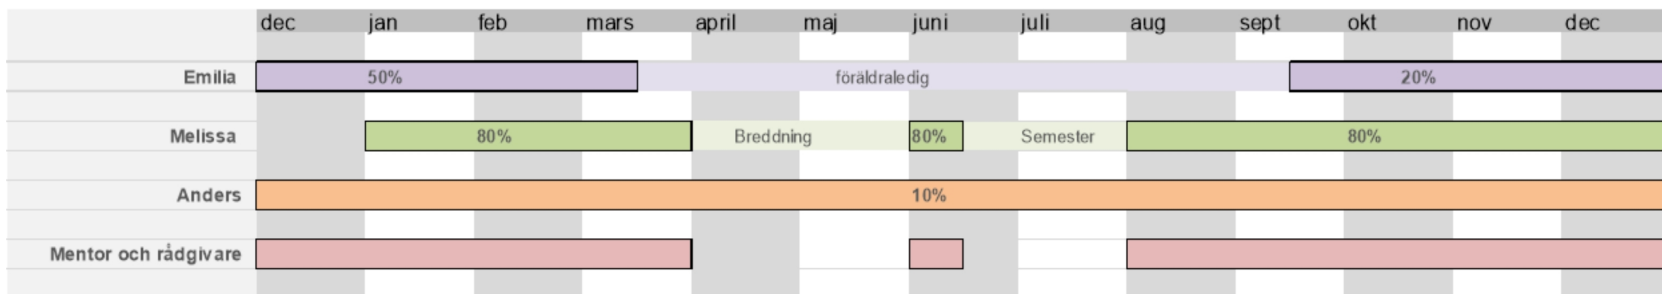 dec jan feb mars april maj juni juli aug sept okt nov dec
Emilia 50% föräldraledig 20%
Melissa 80% Breddning 80% Semester 80%
Anders 10%
Mentor och rådgivare